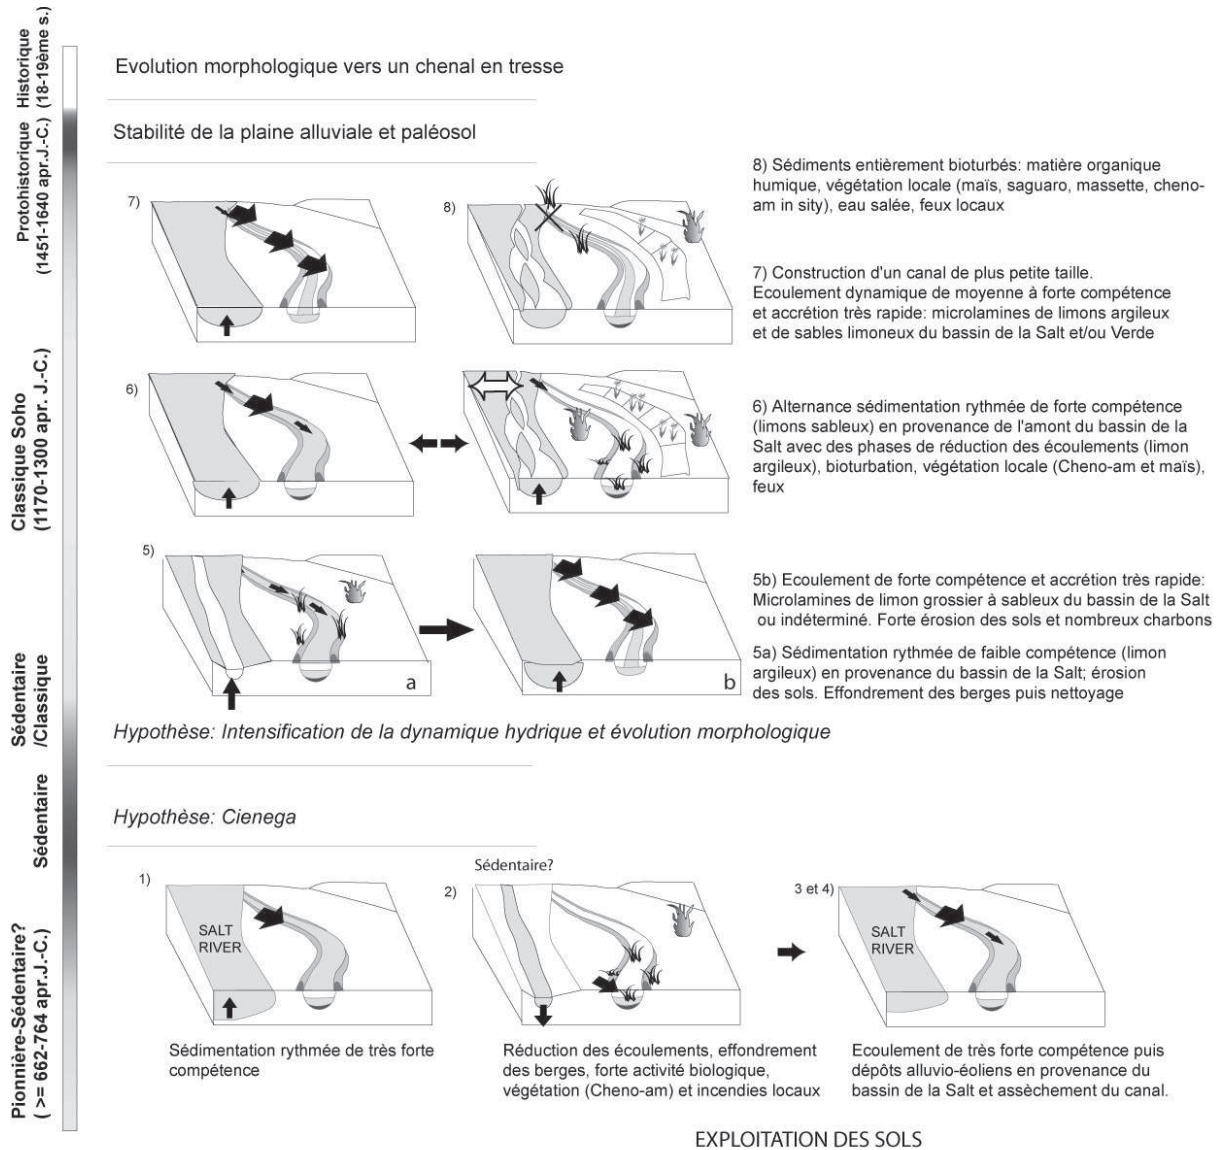 Historique
(18-19ème s.)
Protohistorique
(1451-1640 apr.J.-C.)
Classique Soho
(1170-1300 apr. J.-C.)
Sédentaire
/Classique
Sédentaire
Pionnière-Sédentaire?
( >= 662-764 apr.J.-C.)
Evolution morphologique vers un chenal en tresse
Stabilité de la plaine alluviale et paléosol
7)
8)
8) Sédiments entièrement bioturbés: matière organique
humique, végétation locale (maïs, saguaro, massette, cheno-
am in sity), eau salée, feux locaux
7) Construction d'un canal de plus petite taille.
Ecoulement dynamique de moyenne à forte compétence
et accrétion très rapide: microlamines de limons argileux
et de sables limoneux du bassin de la Salt et/ou Verde
6)
6) Alternance sédimentation rythmée de forte compétence
(limons sableux) en provenance de l'amont du bassin de la
Salt avec des phases de réduction des écoulements (limon
argileux), bioturbation, végétation locale (Cheno-am et maïs),
feux
5)
a
b
5b) Ecoulement de forte compétence et accrétion très rapide:
Microlamines de limon grossier à sableux du bassin de la Salt
ou indéterminé. Forte érosion des sols et nombreux charbons
5a) Sédimentation rythmée de faible compétence (limon
argileux) en provenance du bassin de la Salt; érosion
des sols. Effondrement des berges puis nettoyage
Hypothèse: Intensification de la dynamique hydrique et évolution morphologique
Hypothèse: Cienega
1)
SALT
RIVER
Sédimentation rythmée de très forte
compétence
Sédentaire?
2)
Réduction des écoulements, effondrement
des berges, forte activité biologique,
végétation (Cheno-am) et incendies locaux
3 et 4)
SALT
RIVER
Ecoulement de très forte compétence puis
dépôts alluvio-éoliens en provenance du
bassin de la Salt et assèchement du canal.
EXPLOITATION DES SOLS